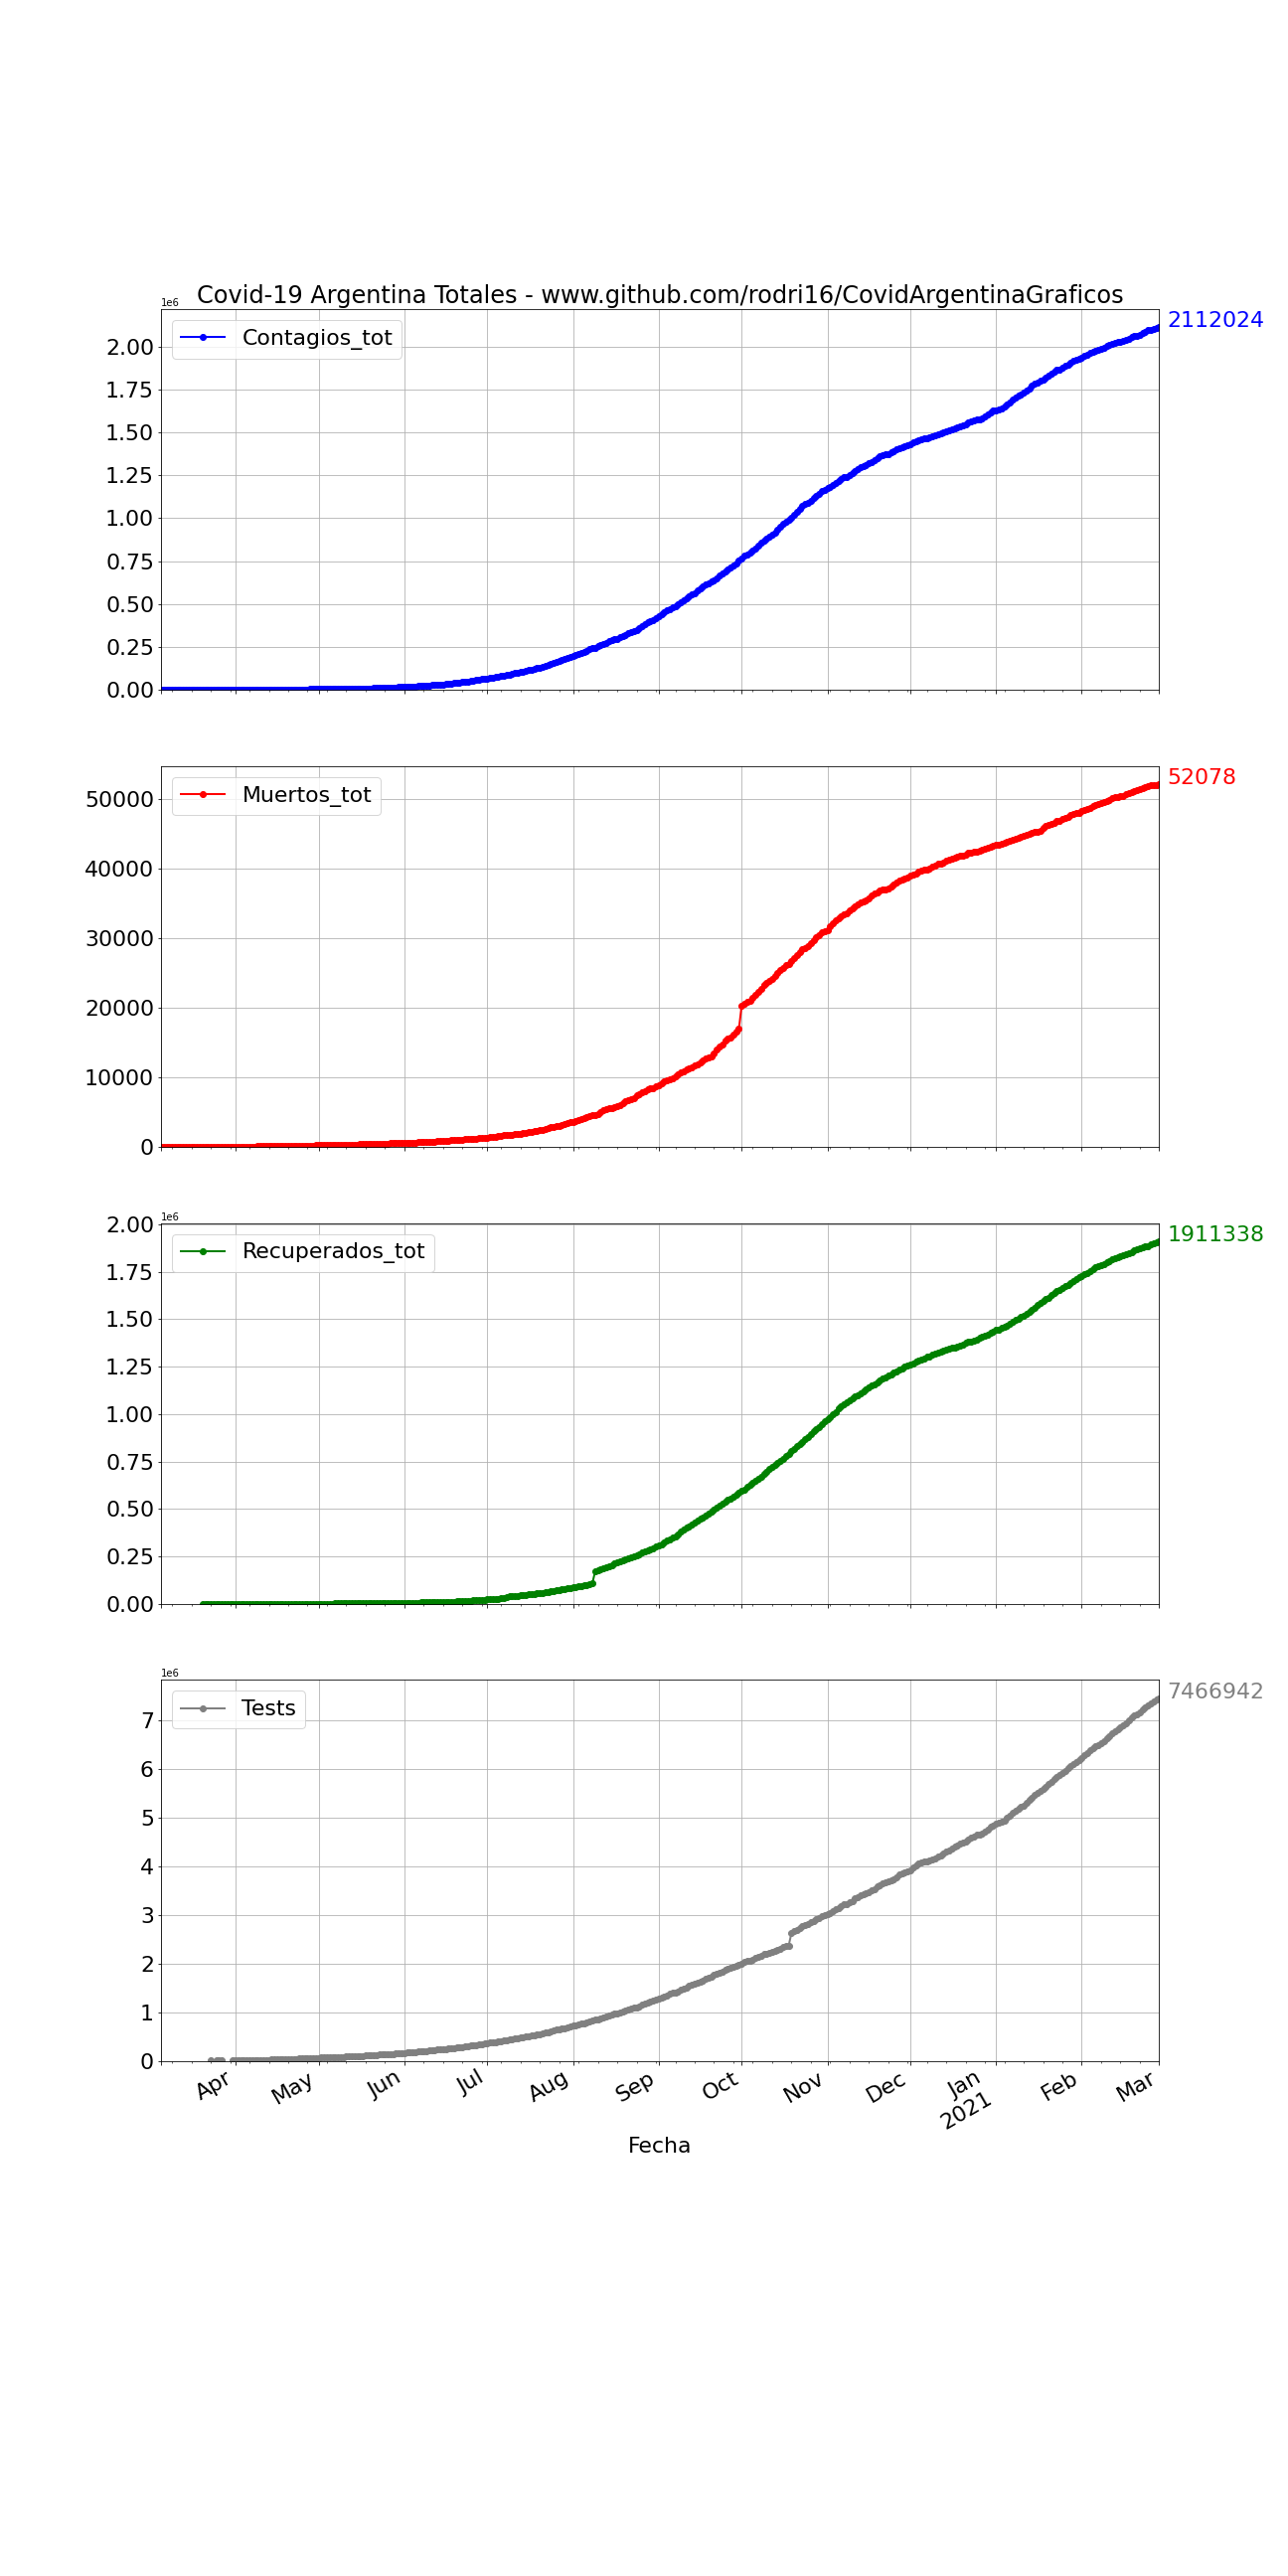 Covid-19 Argentina Totales - www.github.com/rodri16/CovidArgentinaGraficos
1e6
2112024
Contagios_tot
2.00
1.75
1.50
1.25
1.00
0.75
0.50
0.25
0.00
52078
Muertos_tot
50000
40000
30000
20000
10000
0
1e6
2.00
1911338
Recuperados_tot
1.75
1.50
1.25
1.00
0.75
0.50
0.25
0.00
1e6
7466942
Tests
7
6
5
4
3
2
1
0
Apr
May
Jun
Jul
Aug
Sep
Oct
Nov
Dec
Jan
2021
Feb
Mar
Fecha